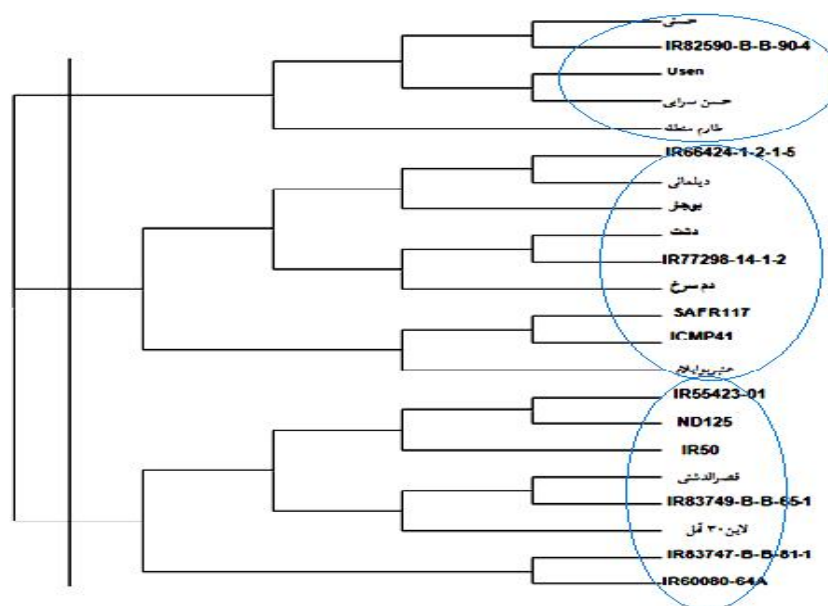 حسنی
IR82590-B-B-90-4
Usen
حسن سرایی
طارم منطقه
IR66424-1-2-1-5
دیلمانی
بوجار
دشت
IR77298-14-1-2
دم سرخ
SAFR117
ICMP41
IR55423-01
ND125
IR50
قصرالدشتی
IR83749-B-B-65-1
لاین ۳۰ آمل
IR83747-B-B-81-1
IR60080-64A